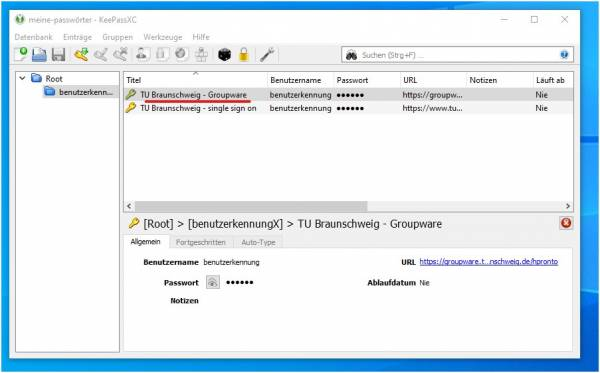 meine-passwörter - KeePassXC
Datenbank Einträge Gruppen Werkzeuge Hilfe
Suchen (Strg+F)...
Root
benutzerkenn...
Titel Benutzername Passwort URL Notizen Läuft ab
TU Braunschweig - Groupware benutzerkennung ●●●●●● https://groupw... Nie
TU Braunschweig - single sign on benutzerkennung ●●●●●● https://www.tu... Nie
[Root] > [benutzerkennungX] > TU Braunschweig - Groupware
Allgemein Fortgeschritten Auto-Type
Benutzername benutzerkennung URL https://groupware.t...nschweig.de/hpronto
Passwort ●●●●●● Ablaufdatum Nie
Notizen